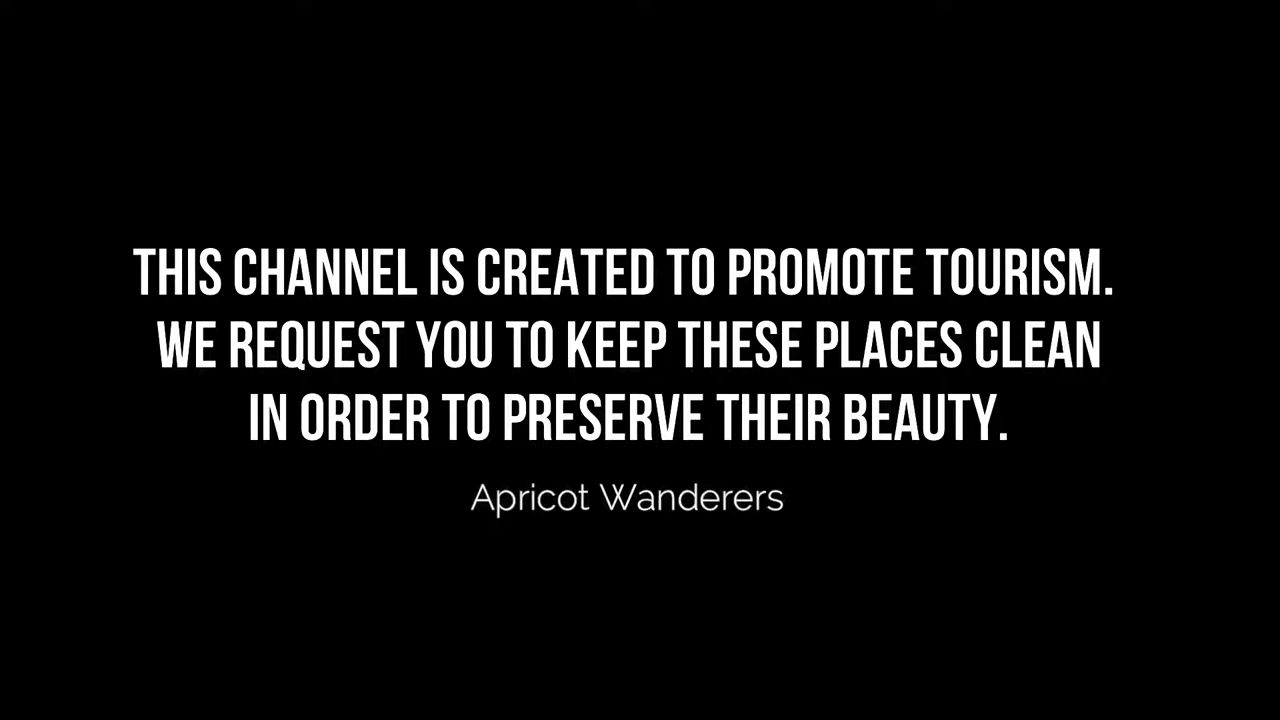 THIS CHANNEL IS CREATED TO PROMOTE TOURISM.
WE REQUEST YOU TO KEEP THESE PLACES CLEAN
IN ORDER TO PRESERVE THEIR BEAUTY.
Apricot Wanderers